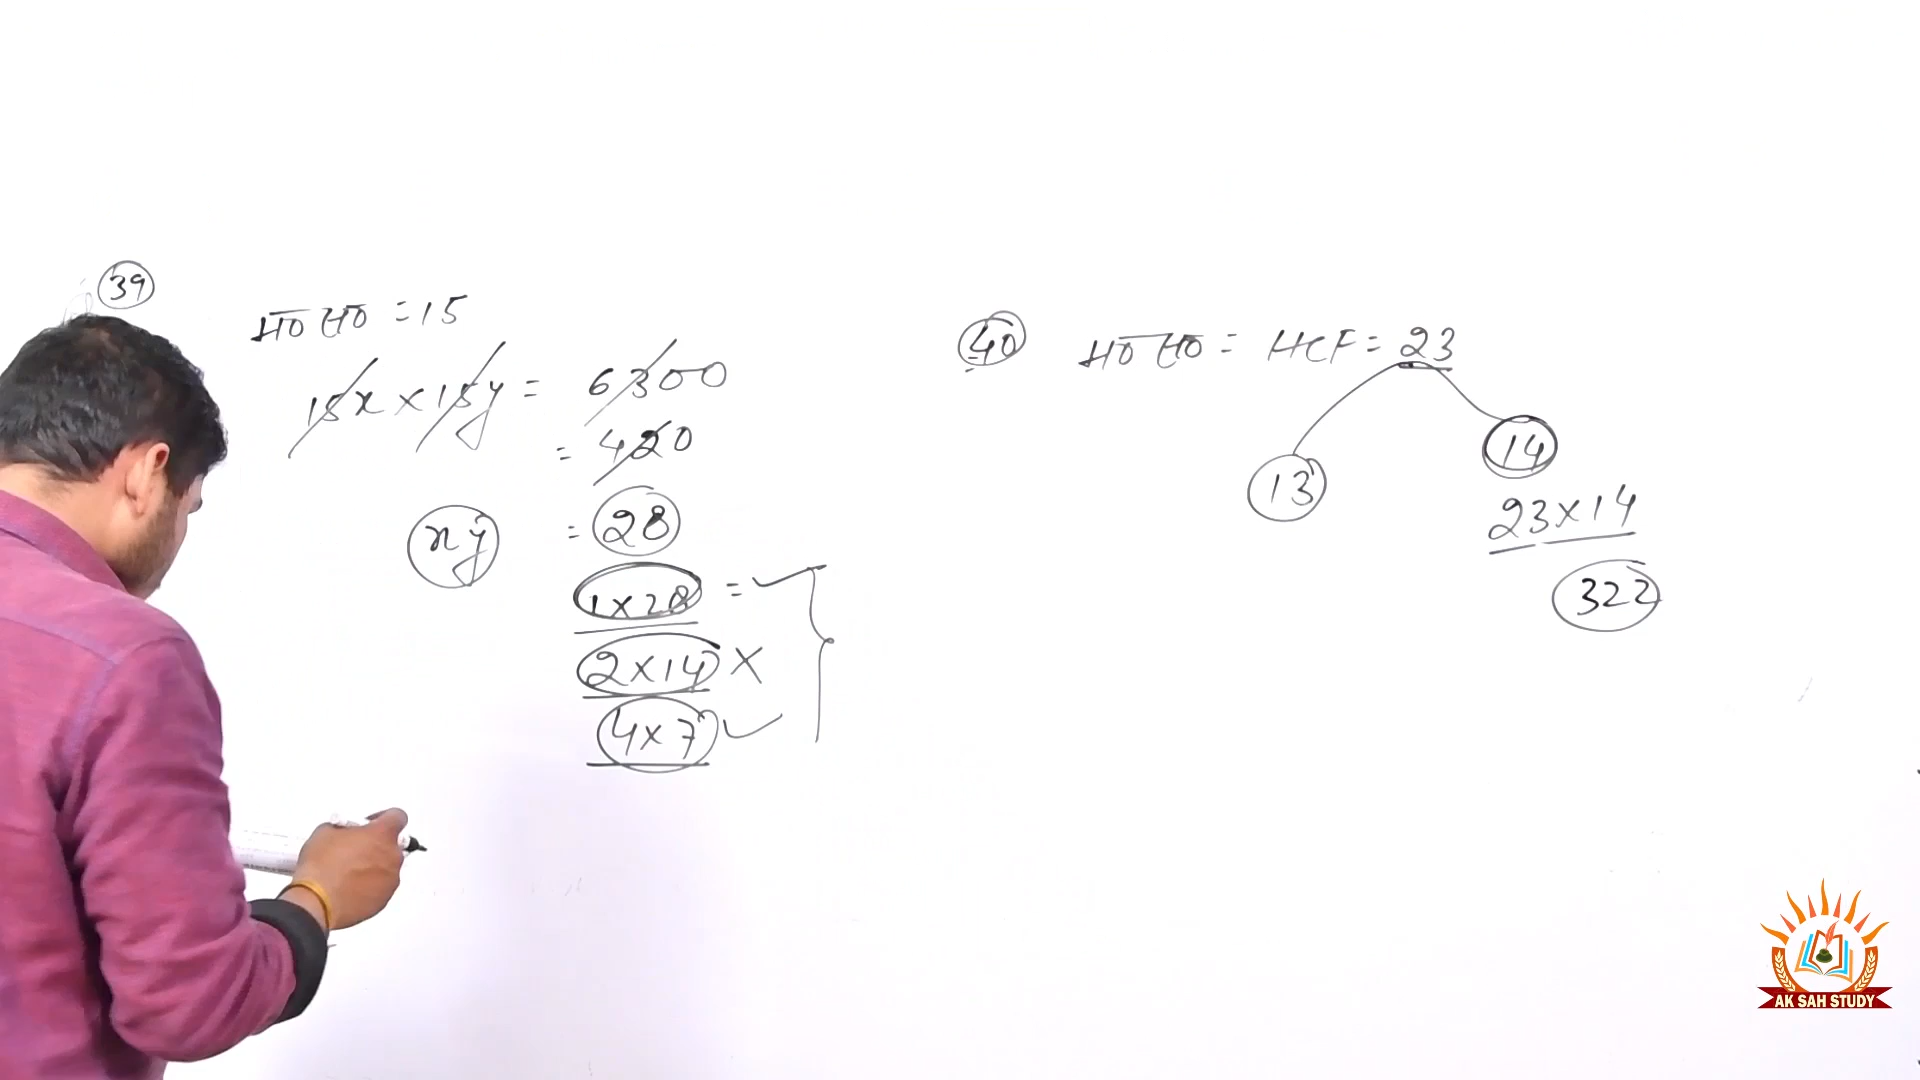 39
म० स० = 15
15x × 15y = 6300
= 420
xy = 28
1 × 28 = ✓
2 × 14 ×
4 × 7 ✓
40 म० स० = HCF = 23
13 14
23 × 14
322
AK SAH STUDY